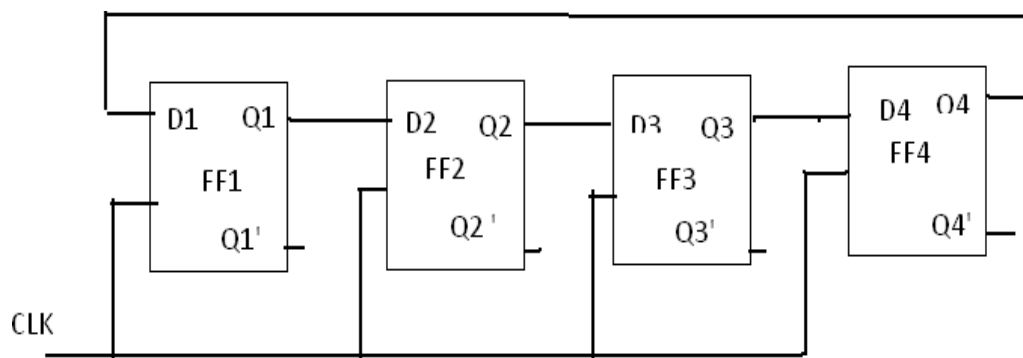 D1 Q1
FF1
Q1'
D2 Q2
FF2
Q2'
D3 Q3
FF3
Q3'
D4 Q4
FF4
Q4'
CLK